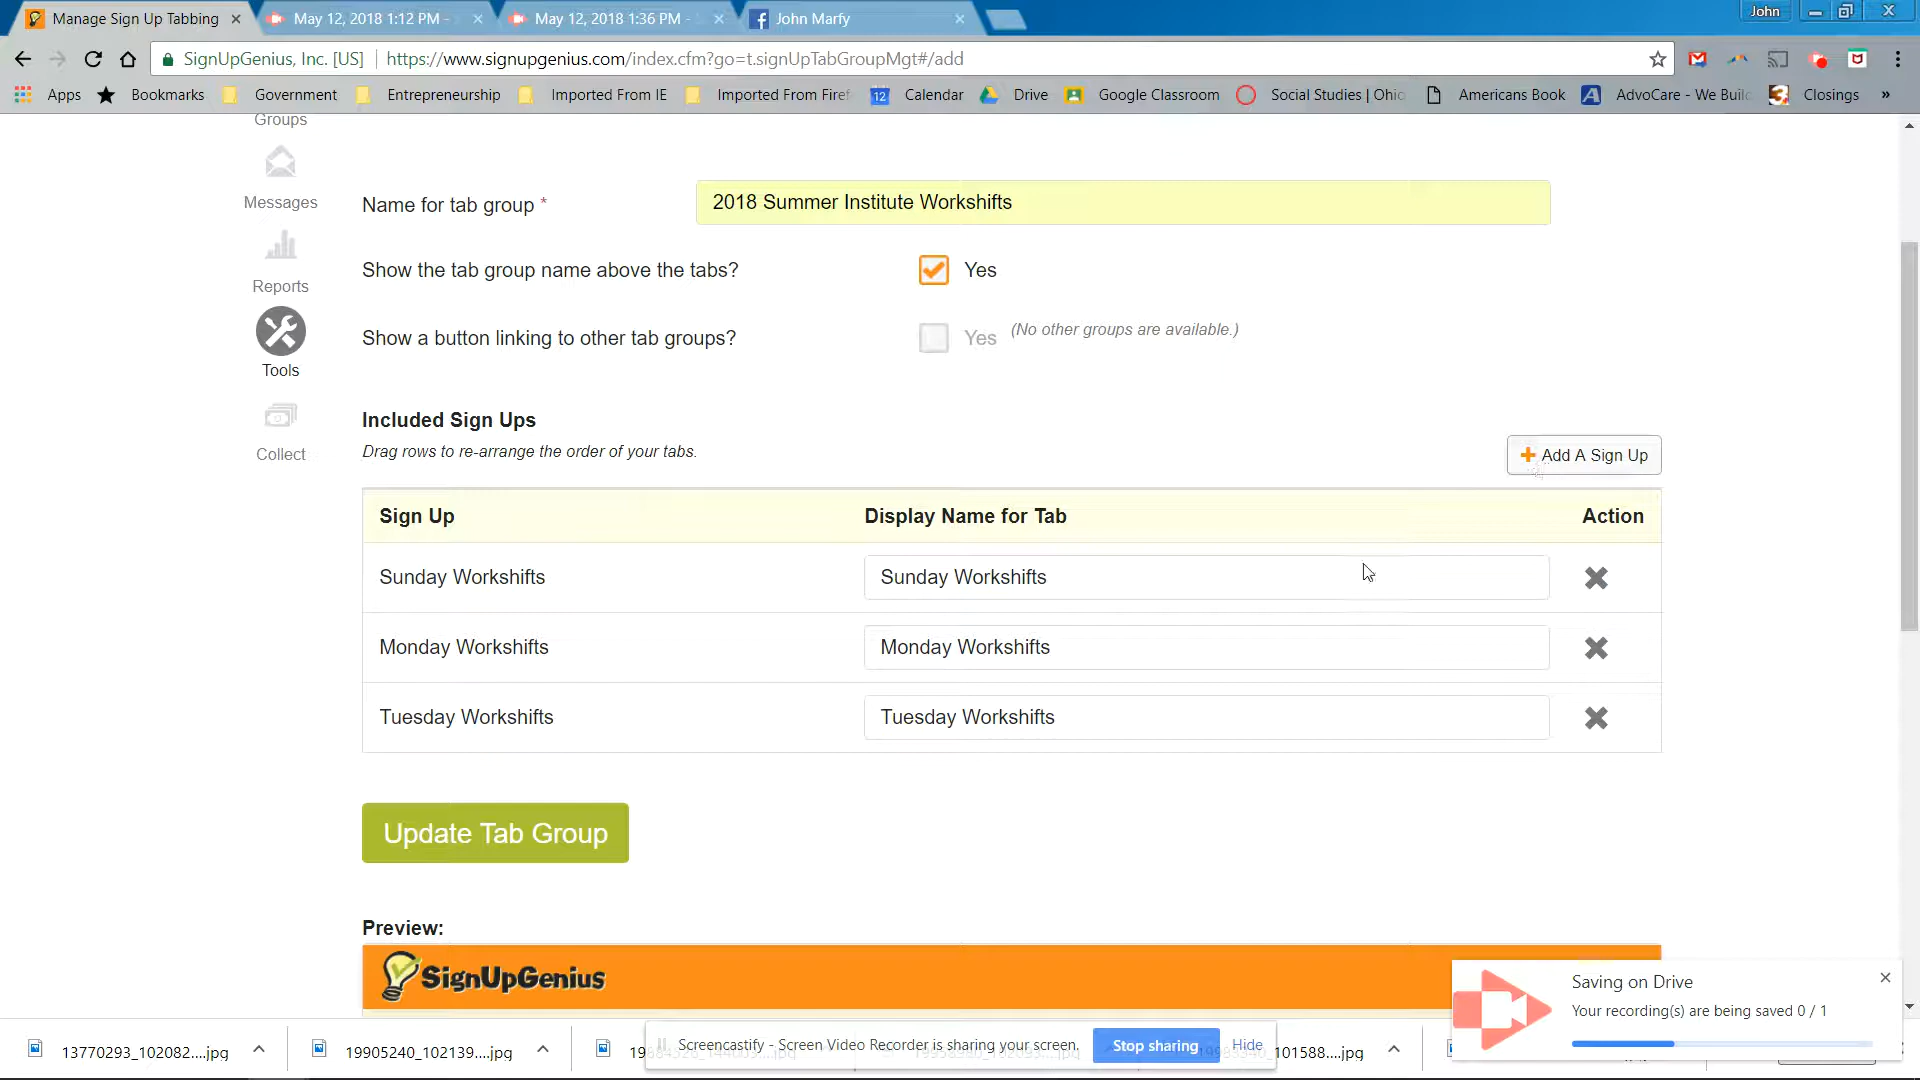 Manage Sign Up Tabbing
May 12, 2018 1:12 PM -
May 12, 2018 1:36 PM -
John Marfy
John
SignUpGenius, Inc. [US]
https://www.signupgenius.com/index.cfm?go=t.signUpTabGroupMgt#/add
Apps
Bookmarks
Government
Entrepreneurship
Imported From IE
Imported From Firef
12
Calendar
Drive
Google Classroom
Social Studies | Ohio
Americans Book
AdvoCare - We Buil
Closings
»
Groups
Messages
Reports
Tools
Collect
Name for tab group *
2018 Summer Institute Workshifts
Show the tab group name above the tabs?
Yes
Show a button linking to other tab groups?
Yes
(No other groups are available.)
Included Sign Ups
Drag rows to re-arrange the order of your tabs.
Add A Sign Up
Sign Up
Display Name for Tab
Action
Sunday Workshifts
Sunday Workshifts
Monday Workshifts
Monday Workshifts
Tuesday Workshifts
Tuesday Workshifts
Update Tab Group
Preview:
SignUpGenius
Saving on Drive
Your recording(s) are being saved 0 / 1
13770293_102082....jpg
19905240_102139....jpg
Screencastify - Screen Video Recorder is sharing your screen.
Stop sharing
Hide
101588....jpg